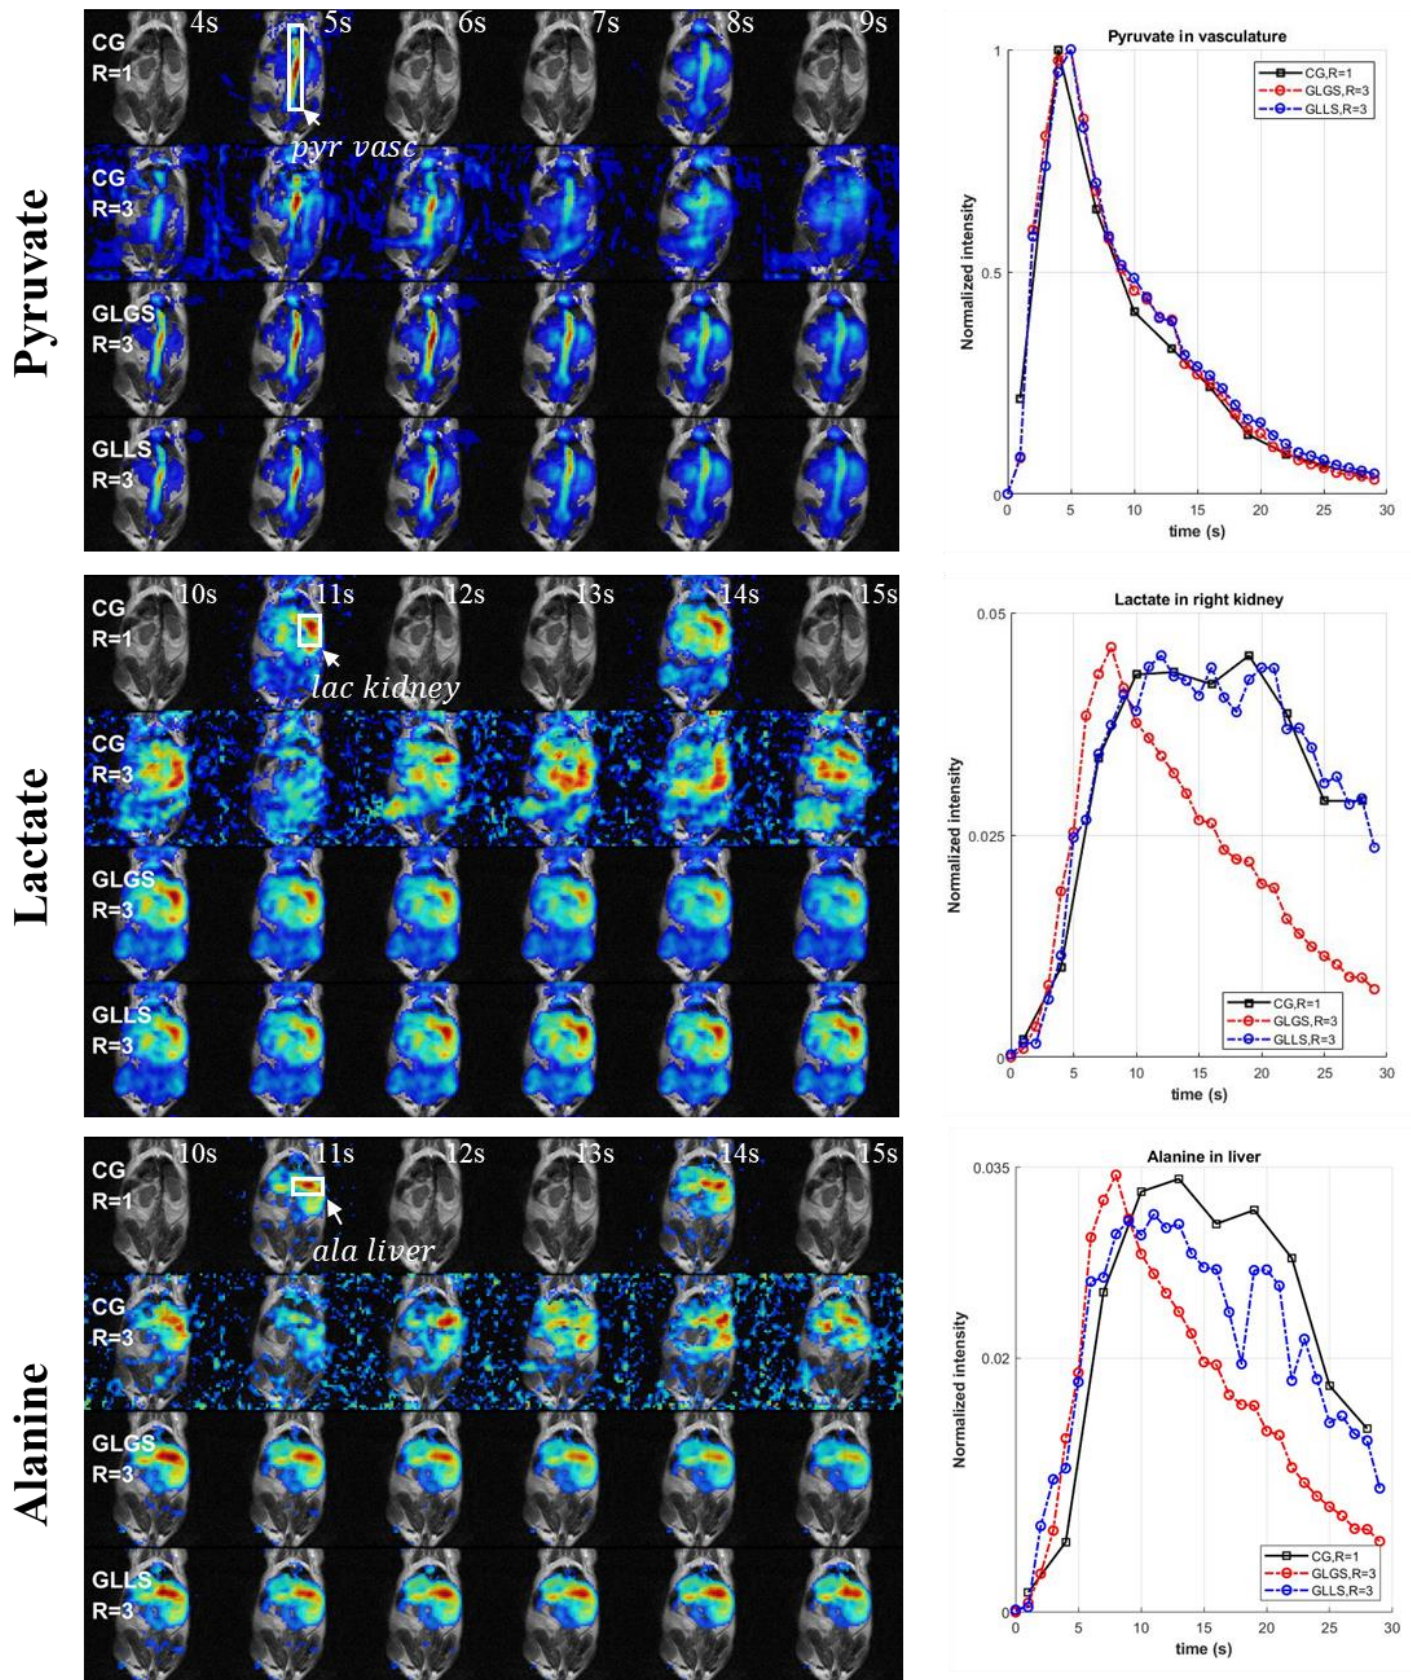 Pyruvate
CG
R=1
4s
5s
6s
7s
8s
9s
pyr vasc
CG
R=3
GLGS
R=3
GLLS
R=3
Pyruvate in vasculature
CG,R=1
GLGS,R=3
GLLS,R=3
Normalized intensity
1
0.5
0
0
5
10
15
20
25
30
time (s)
Lactate
CG
R=1
10s
11s
12s
13s
14s
15s
lac kidney
CG
R=3
GLGS
R=3
GLLS
R=3
Lactate in right kidney
Normalized intensity
0.05
0.025
0
CG,R=1
GLGS,R=3
GLLS,R=3
0
5
10
15
20
25
30
time (s)
Alanine
CG
R=1
10s
11s
12s
13s
14s
15s
ala liver
CG
R=3
GLGS
R=3
GLLS
R=3
Alanine in liver
Normalized intensity
0.035
0.02
0
CG,R=1
GLGS,R=3
GLLS,R=3
0
5
10
15
20
25
30
time (s)